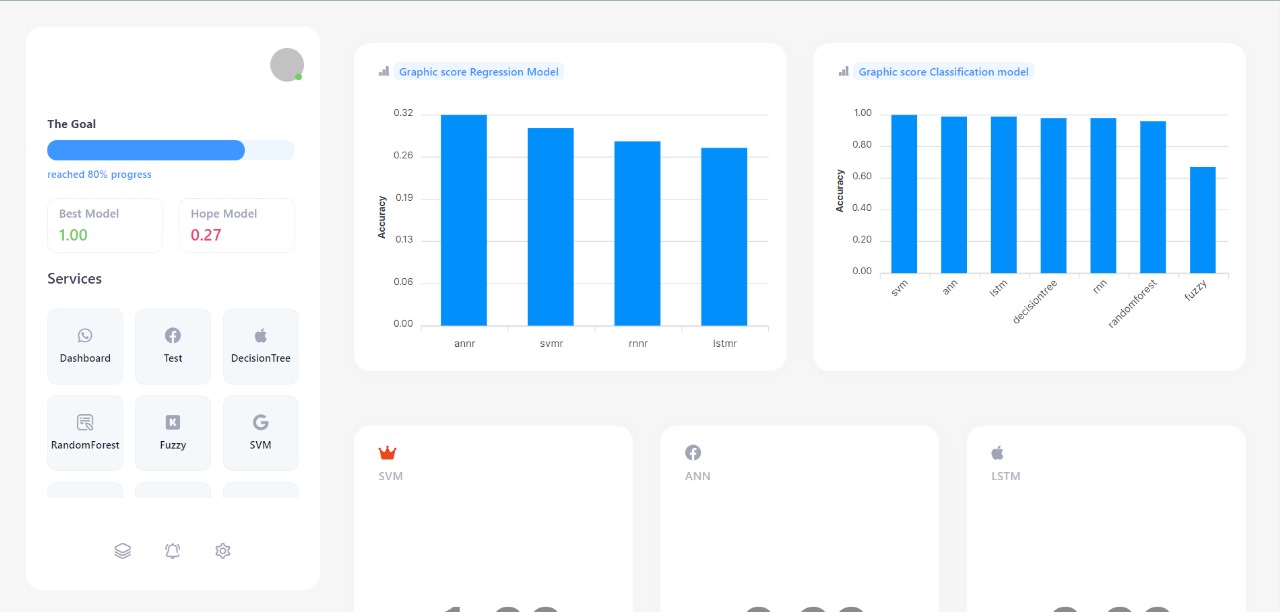 The Goal
reached 80% progress
Best Model
1.00
Hope Model
0.27
Services
Dashboard
Test
DecisionTree
RandomForest
Fuzzy
SVM
Graphic score Regression Model
Accuracy
0.32
0.26
0.19
0.13
0.06
0.00
annr
svmr
rnnr
lstmr
Graphic score Classification model
Accuracy
1.00
0.80
0.60
0.40
0.20
0.00
svm
ann
lstm
decisiontree
rnn
randomforest
fuzzy
SVM
ANN
LSTM